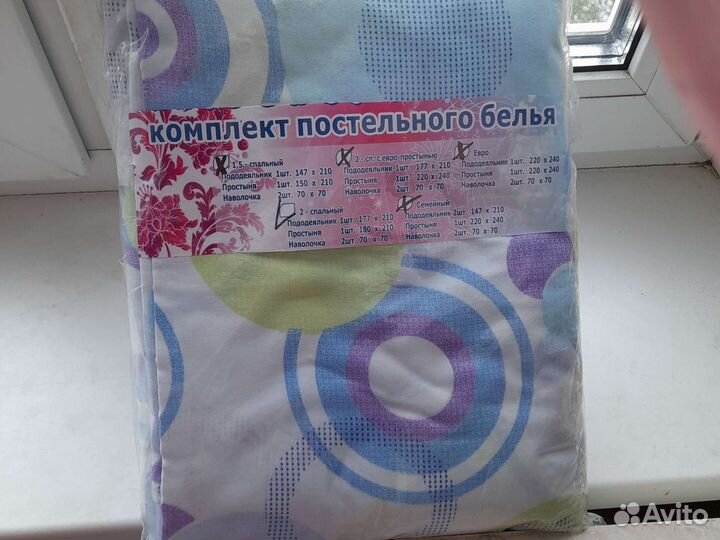 комплект постельного белья
1,5 - спальный
Пододеяльник 1шт. 147 х 210
Простыня 1шт. 150 х 210
Наволочка 2шт. 70 х 70
2 - сп. с евро-простынью
Пододеяльник 1шт. 177 х 210
Простыня 1шт. 220 х 240
Наволочка 2шт. 70 х 70
Евро
Пододеяльник 1шт. 220 х 240
Простыня 1шт. 220 х 240
Наволочка 2шт. 70 х 70
2 - спальный
Пододеяльник 1шт. 177 х 210
Простыня 1шт. 180 х 210
Наволочка 2шт. 70 х 70
Семейный
Пододеяльник 2шт. 147 х 210
Простыня 1шт. 220 х 240
Наволочка 2шт. 70 х 70
Avito